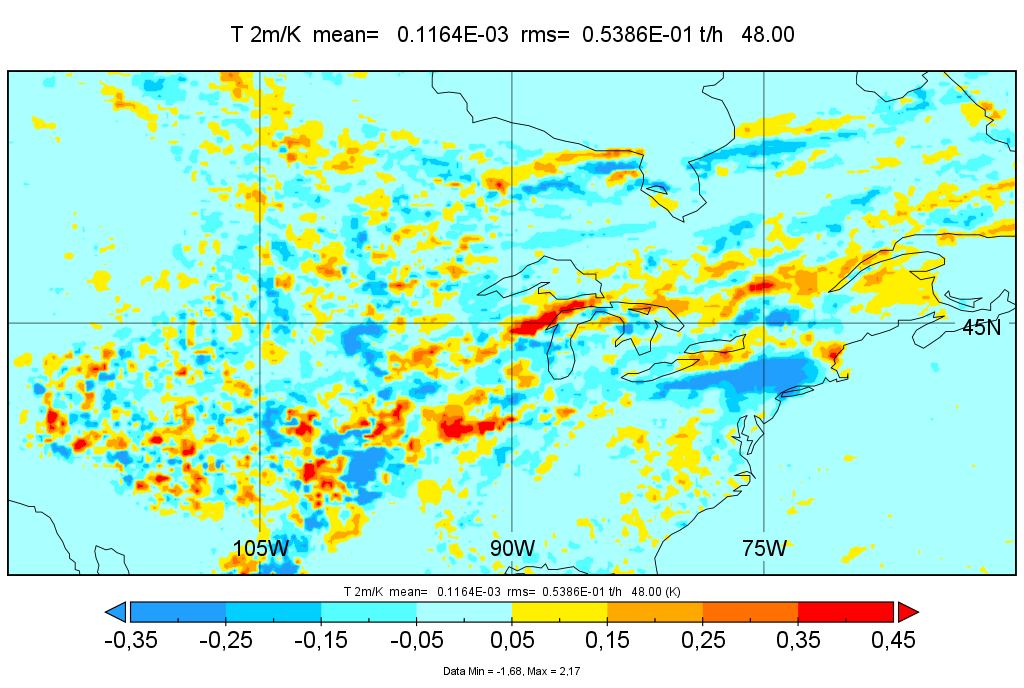 T 2m/K mean= 0.1164E-03 rms= 0.5386E-01 t/h 48.00
45N
105W 90W 75W
T 2m/K mean= 0.1164E-03 rms= 0.5386E-01 t/h 48.00 (K)
-0,35 -0,25 -0,15 -0,05 0,05 0,15 0,25 0,35 0,45
Data Min = -1,68, Max = 2,17